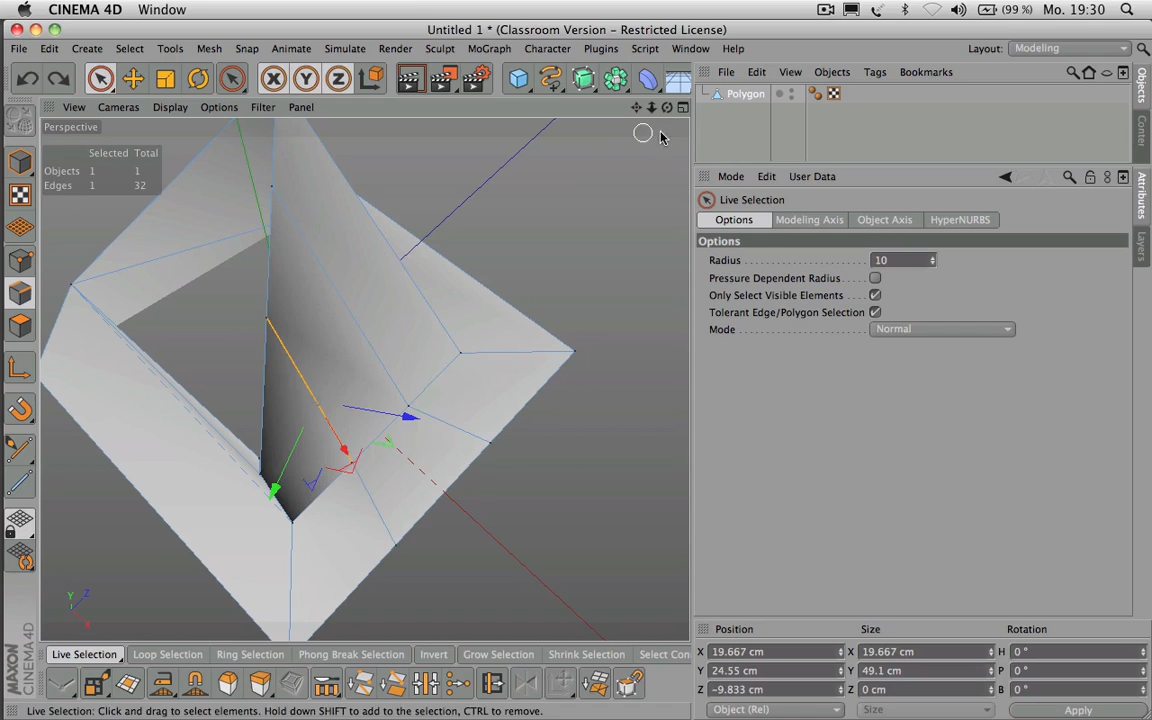 CINEMA 4D Window (99 %) Mo. 19:30
Untitled 1 * (Classroom Version - Restricted License)
File Edit Create Select Tools Mesh Snap Animate Simulate Render Sculpt MoGraph Character Plugins Script Window Help Layout: Modeling
X Y Z
File Edit View Objects Tags Bookmarks
View Cameras Display Options Filter Panel
Polygon
Perspective
Selected Total
Objects 1 1
Edges 1 32
Mode Edit User Data
Live Selection
Options Modeling Axis Object Axis HyperNURBS
Options
Radius 10
Pressure Dependent Radius
Only Select Visible Elements
Tolerant Edge/Polygon Selection
Mode Normal
Objects
Center
Attributes
Layers
Y Z
X
Position Size Rotation
X 19.667 cm X 19.667 cm H 0 °
Y 24.55 cm Y 49.1 cm P 0 °
Z -9.833 cm Z 0 cm B 0 °
Object (Rel) Size Apply
Live Selection Loop Selection Ring Selection Phong Break Selection Invert Grow Selection Shrink Selection Select Con
MAXON CINEMA 4D
Live Selection: Click and drag to select elements. Hold down SHIFT to add to the selection, CTRL to remove.